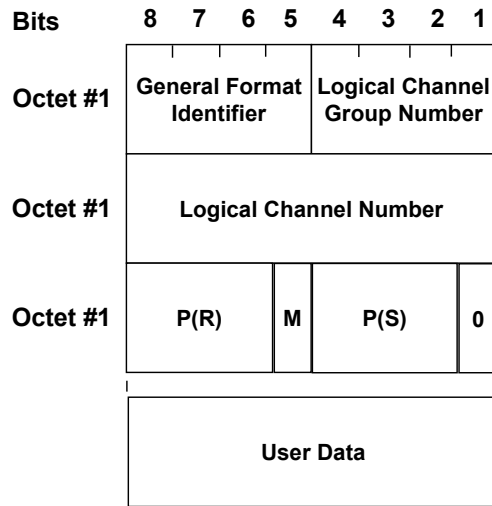 Bits 8 7 6 5 4 3 2 1
Octet #1 General Format Identifier Logical Channel Group Number
Octet #1 Logical Channel Number
Octet #1 P(R) M P(S) 0
User Data